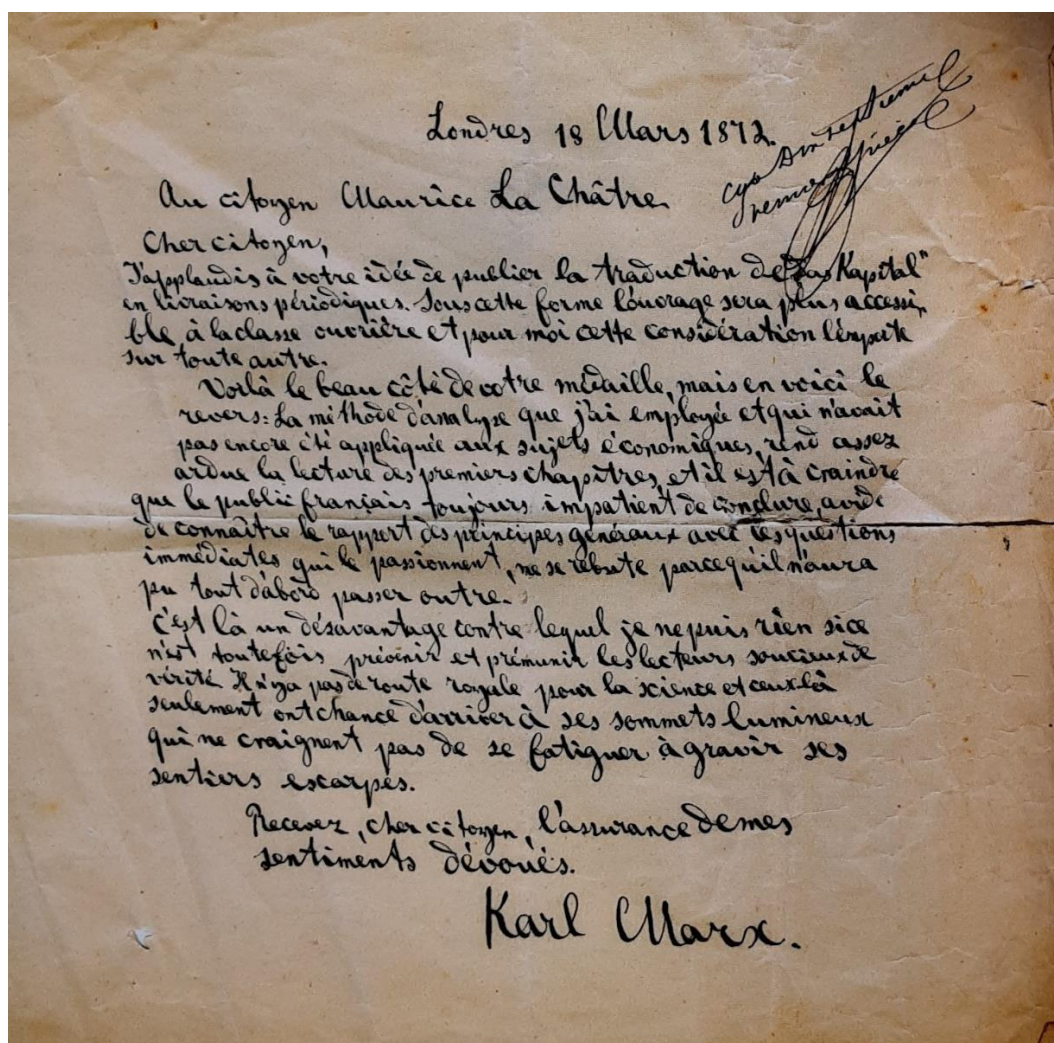 Londres 18 Mars 1872.
Au citoyen Maurice La Châtre.
Cher citoyen,
J'applaudis à votre idée de publier la traduction de "Das Kapital"
en livraisons périodiques. Sous cette forme l'ouvrage sera plus accessi-
ble à la classe ouvrière et pour moi cette considération l'emporte
sur toute autre.
Voilà le beau côté de votre médaille, mais en voici le
revers: La méthode d'analyse que j'ai employée et qui n'avait
pas encore été appliquée aux sujets économiques, rend assez
ardue la lecture des premiers chapitres, et il est à craindre
que le public français toujours impatient de conclure, avide
de connaître le rapport des principes généraux avec les questions
immédiates qui le passionnent, ne se rebute parcequ'il n'aura
pu tout d'abord passer outre.
C'est là un désavantage contre lequel je ne puis rien si ce
n'est toutefois prévenir et prémunir les lecteurs soucieux de
vérité. Il n'y a pas de route royale pour la science et ceux-là
seulement ont chance d'arriver à ses sommets lumineux
qui ne craignent pas de se fatiguer à gravir ses
sentiers escarpés.
Recevez, cher citoyen, l'assurance de mes
sentiments dévoués.
Karl Marx.